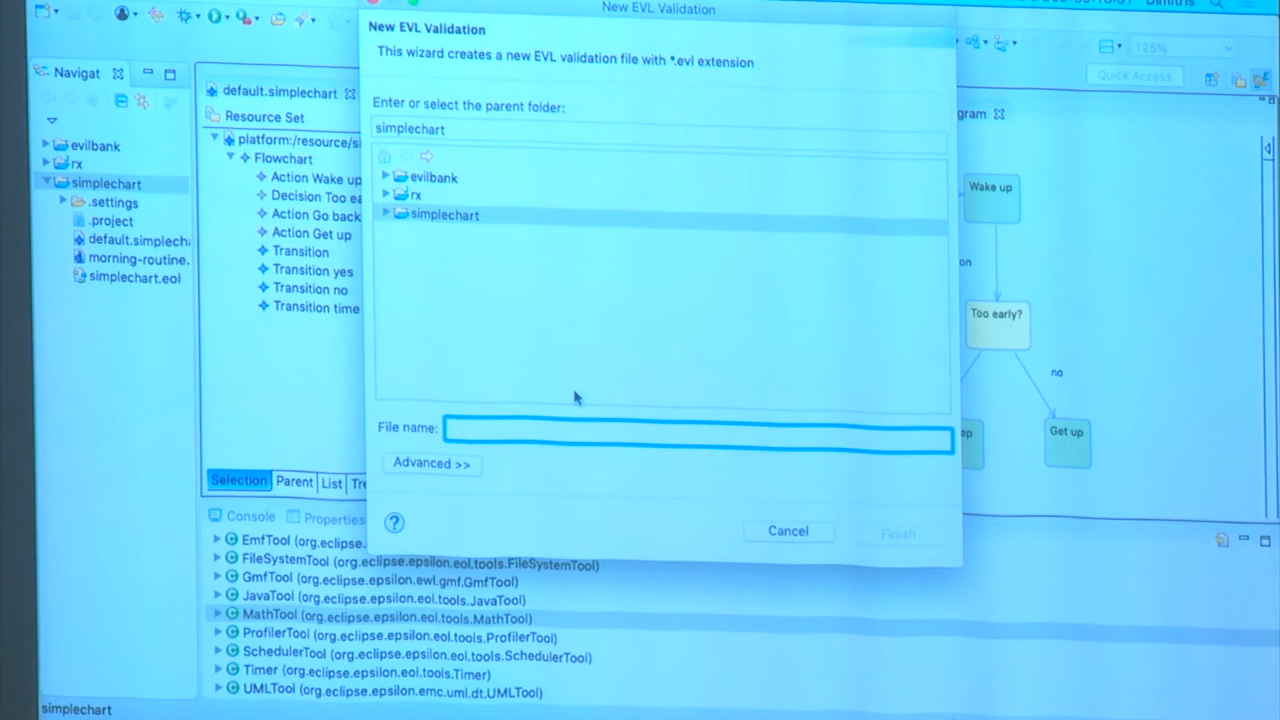 New EVL Validation
Dimitris
125%
Quick Access
Navigat
evilbank
rx
simplechart
.settings
.project
default.simplech
morning-routine.
simplechart.eol
default.simplechart
Resource Set
platform:/resource/si
Flowchart
Action Wake up
Decision Too ea
Action Go back
Action Get up
Transition
Transition yes
Transition no
Transition time
Selection
Parent
List
Tre
New EVL Validation
This wizard creates a new EVL validation file with *.evl extension
Enter or select the parent folder:
simplechart
evilbank
rx
simplechart
File name:
Advanced >>
?
Cancel
Finish
gram
Wake up
on
Too early?
no
ep
Get up
Console
Properties
EmfTool (org.eclipse.
FileSystemTool (org.eclipse.epsilon.eol.tools.FileSystemTool)
GmfTool (org.eclipse.epsilon.ewl.gmf.GmfTool)
JavaTool (org.eclipse.epsilon.eol.tools.JavaTool)
MathTool (org.eclipse.epsilon.eol.tools.MathTool)
ProfilerTool (org.eclipse.epsilon.eol.tools.ProfilerTool)
SchedulerTool (org.eclipse.epsilon.eol.tools.SchedulerTool)
Timer (org.eclipse.epsilon.eol.tools.Timer)
UMLTool (org.eclipse.epsilon.emc.uml.dt.UMLTool)
simplechart